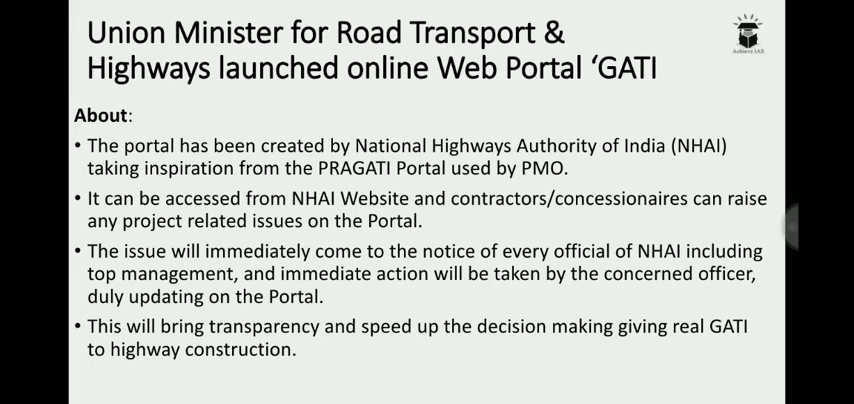 Union Minister for Road Transport &
Highways launched online Web Portal ‘GATI
Achieve IAS
About:
• The portal has been created by National Highways Authority of India (NHAI)
taking inspiration from the PRAGATI Portal used by PMO.
• It can be accessed from NHAI Website and contractors/concessionaires can raise
any project related issues on the Portal.
• The issue will immediately come to the notice of every official of NHAI including
top management, and immediate action will be taken by the concerned officer,
duly updating on the Portal.
• This will bring transparency and speed up the decision making giving real GATI
to highway construction.